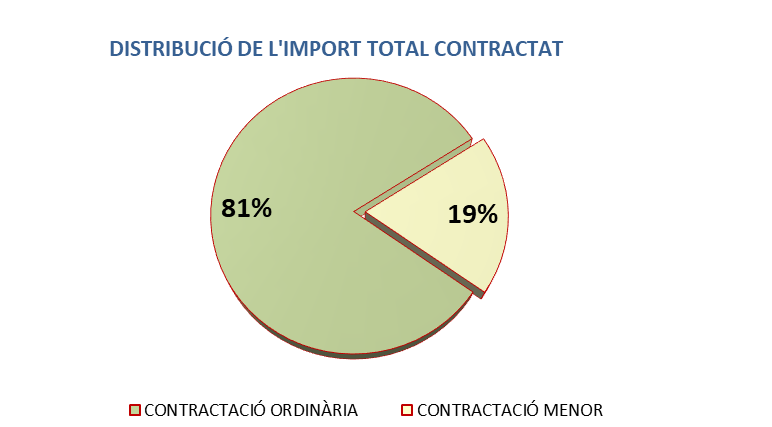 DISTRIBUCIÓ DE L'IMPORT TOTAL CONTRACTAT
81%
19%
CONTRACTACIÓ ORDINÀRIA
CONTRACTACIÓ MENOR